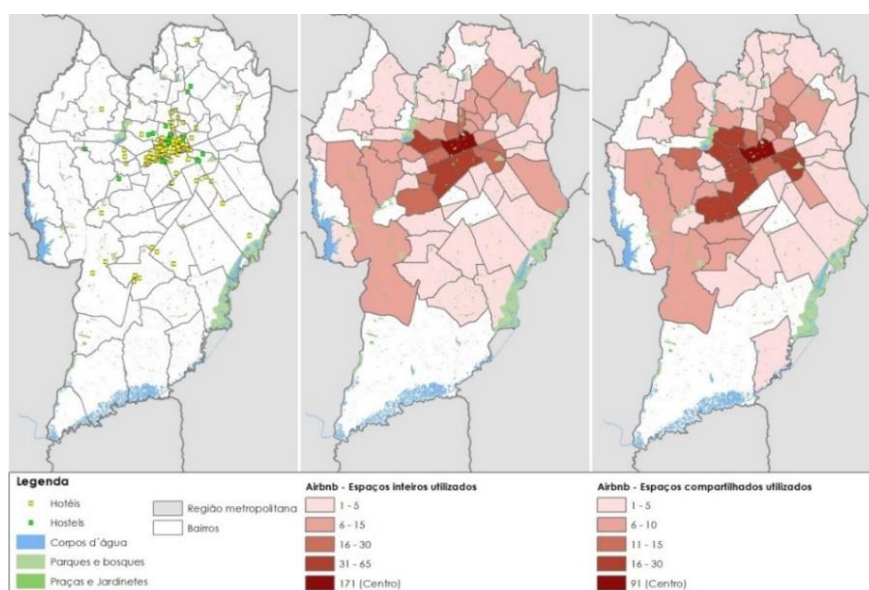 Legenda
Hotéis
Hostels
Corpos d´água
Parques e bosques
Praças e Jardinetes
Região metropolitana
Bairros
Airbnb - Espaços inteiros utilizados
1 - 5
6 - 15
16 - 30
31 - 65
171 (Centro)
Airbnb - Espaços compartilhados utilizados
1 - 5
6 - 10
11 - 15
16 - 30
91 (Centro)